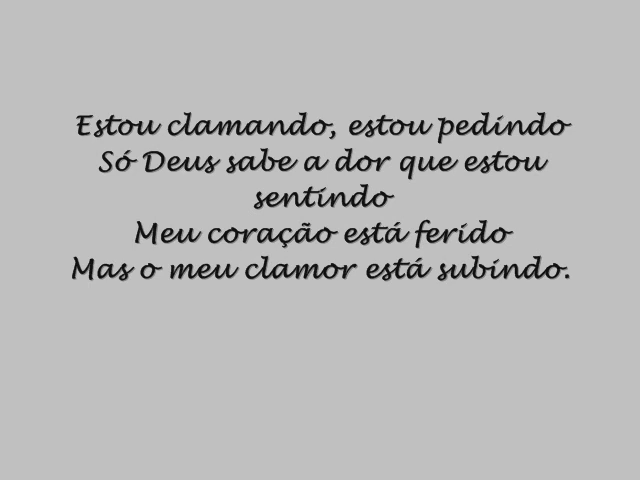 Estou clamando, estou pedindo
Só Deus sabe a dor que estou
sentindo
Meu coração está ferido
Mas o meu clamor está subindo.